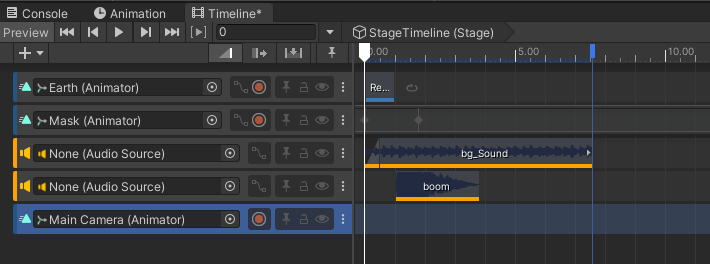 Console Animation Timeline*
Preview 0 StageTimeline (Stage)
0.00 5.00 10.00
Earth (Animator) Re...
Mask (Animator)
None (Audio Source) bg_Sound
None (Audio Source) boom
Main Camera (Animator)